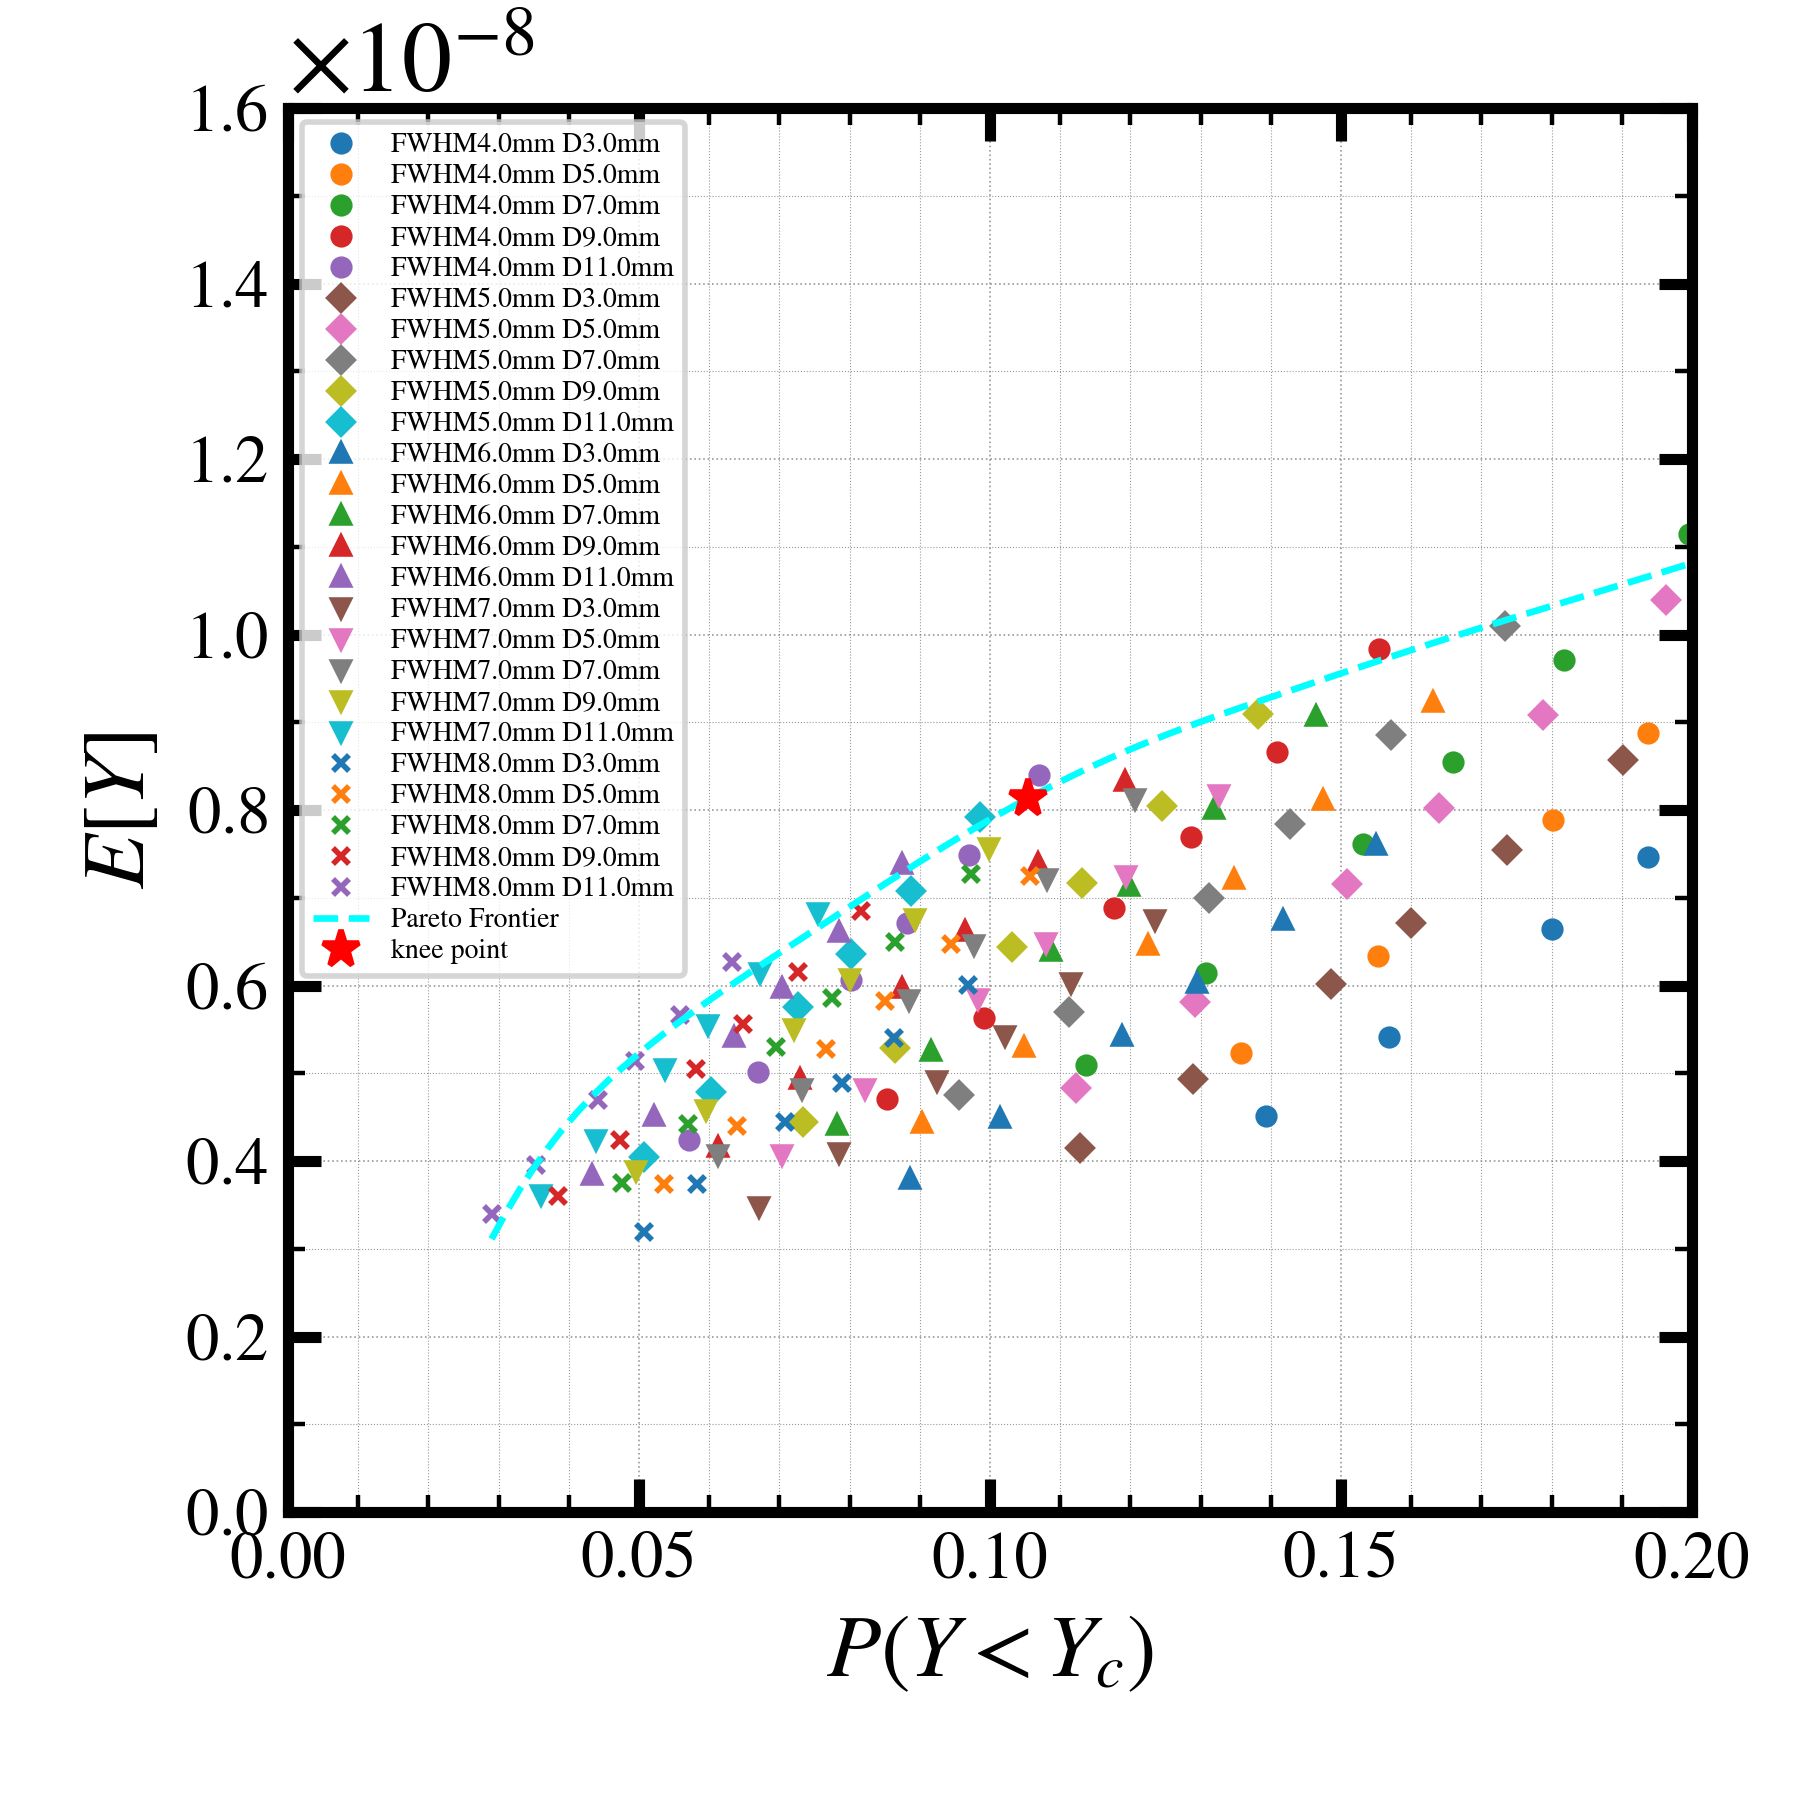 ×10⁻⁸
1.6
1.4
1.2
1.0
0.8
0.6
0.4
0.2
0.0
E[Y]
FWHM4.0mm D3.0mm
FWHM4.0mm D5.0mm
FWHM4.0mm D7.0mm
FWHM4.0mm D9.0mm
FWHM4.0mm D11.0mm
FWHM5.0mm D3.0mm
FWHM5.0mm D5.0mm
FWHM5.0mm D7.0mm
FWHM5.0mm D9.0mm
FWHM5.0mm D11.0mm
FWHM6.0mm D3.0mm
FWHM6.0mm D5.0mm
FWHM6.0mm D7.0mm
FWHM6.0mm D9.0mm
FWHM6.0mm D11.0mm
FWHM7.0mm D3.0mm
FWHM7.0mm D5.0mm
FWHM7.0mm D7.0mm
FWHM7.0mm D9.0mm
FWHM7.0mm D11.0mm
FWHM8.0mm D3.0mm
FWHM8.0mm D5.0mm
FWHM8.0mm D7.0mm
FWHM8.0mm D9.0mm
FWHM8.0mm D11.0mm
Pareto Frontier
knee point
0.00 0.05 0.10 0.15 0.20
P(Y < Y_c)